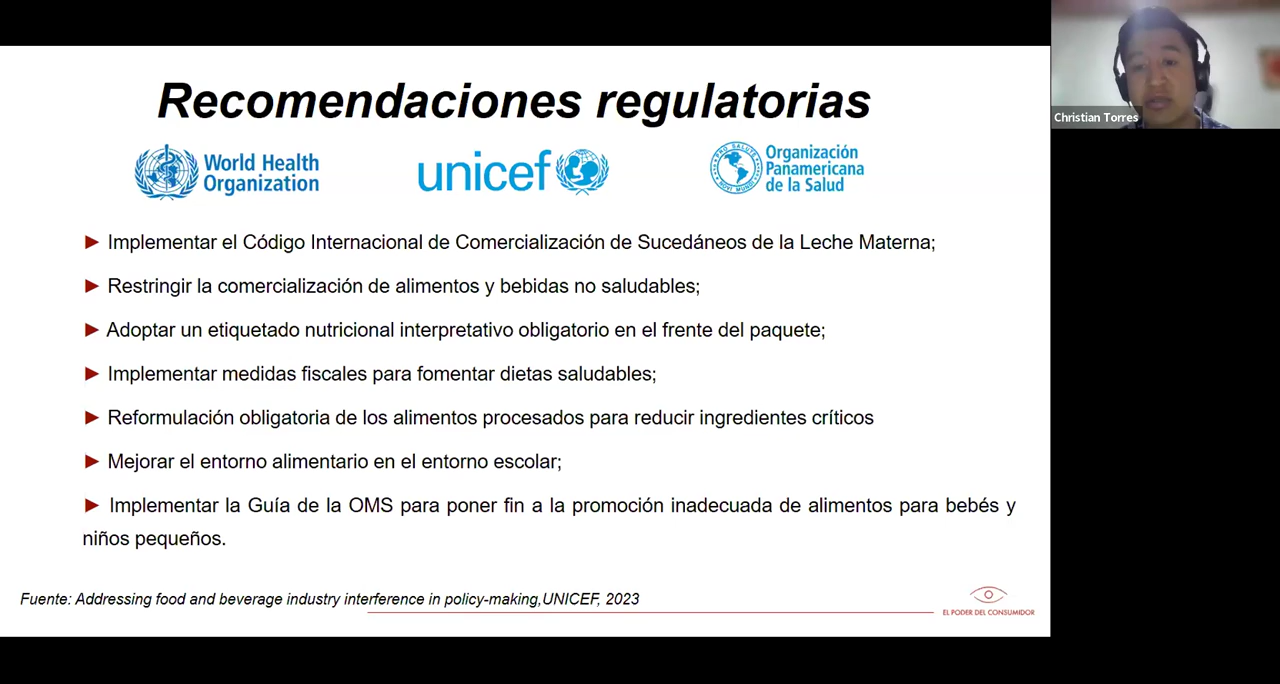 Recomendaciones regulatorias
World Health
Organization
unicef
Organización
Panamericana
de la Salud
PRO SALUTE
NOVI MUNDI
► Implementar el Código Internacional de Comercialización de Sucedáneos de la Leche Materna;
► Restringir la comercialización de alimentos y bebidas no saludables;
► Adoptar un etiquetado nutricional interpretativo obligatorio en el frente del paquete;
► Implementar medidas fiscales para fomentar dietas saludables;
► Reformulación obligatoria de los alimentos procesados para reducir ingredientes críticos
► Mejorar el entorno alimentario en el entorno escolar;
► Implementar la Guía de la OMS para poner fin a la promoción inadecuada de alimentos para bebés y
niños pequeños.
Fuente: Addressing food and beverage industry interference in policy-making,UNICEF, 2023
EL PODER DEL CONSUMIDOR
Christian Torres